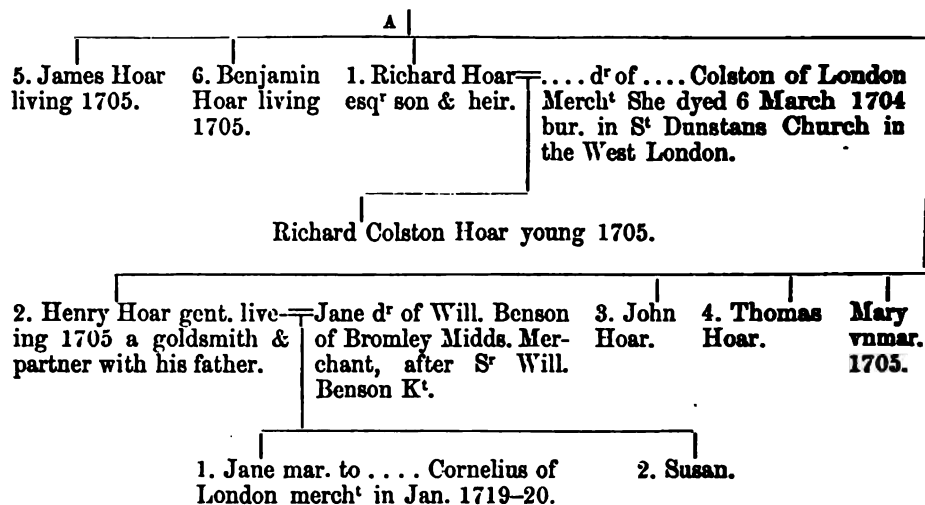 A
5. James Hoar
living 1705.
6. Benjamin
Hoar living
1705.
1. Richard Hoar
esqʳ son & heir.
. . . . dʳ of . . . . Colston of London
Merchᵗ She dyed 6 March 1704
bur. in Sᵗ Dunstans Church in
the West London.
Richard Colston Hoar young 1705.
2. Henry Hoar gent. liv-
ing 1705 a goldsmith &
partner with his father.
Jane dʳ of Will. Benson
of Bromley Midds. Mer-
chant, after Sʳ Will.
Benson Kᵗ.
3. John
Hoar.
4. Thomas
Hoar.
Mary
vnmar.
1705.
1. Jane mar. to . . . . Cornelius of
London merchᵗ in Jan. 1719–20.
2. Susan.